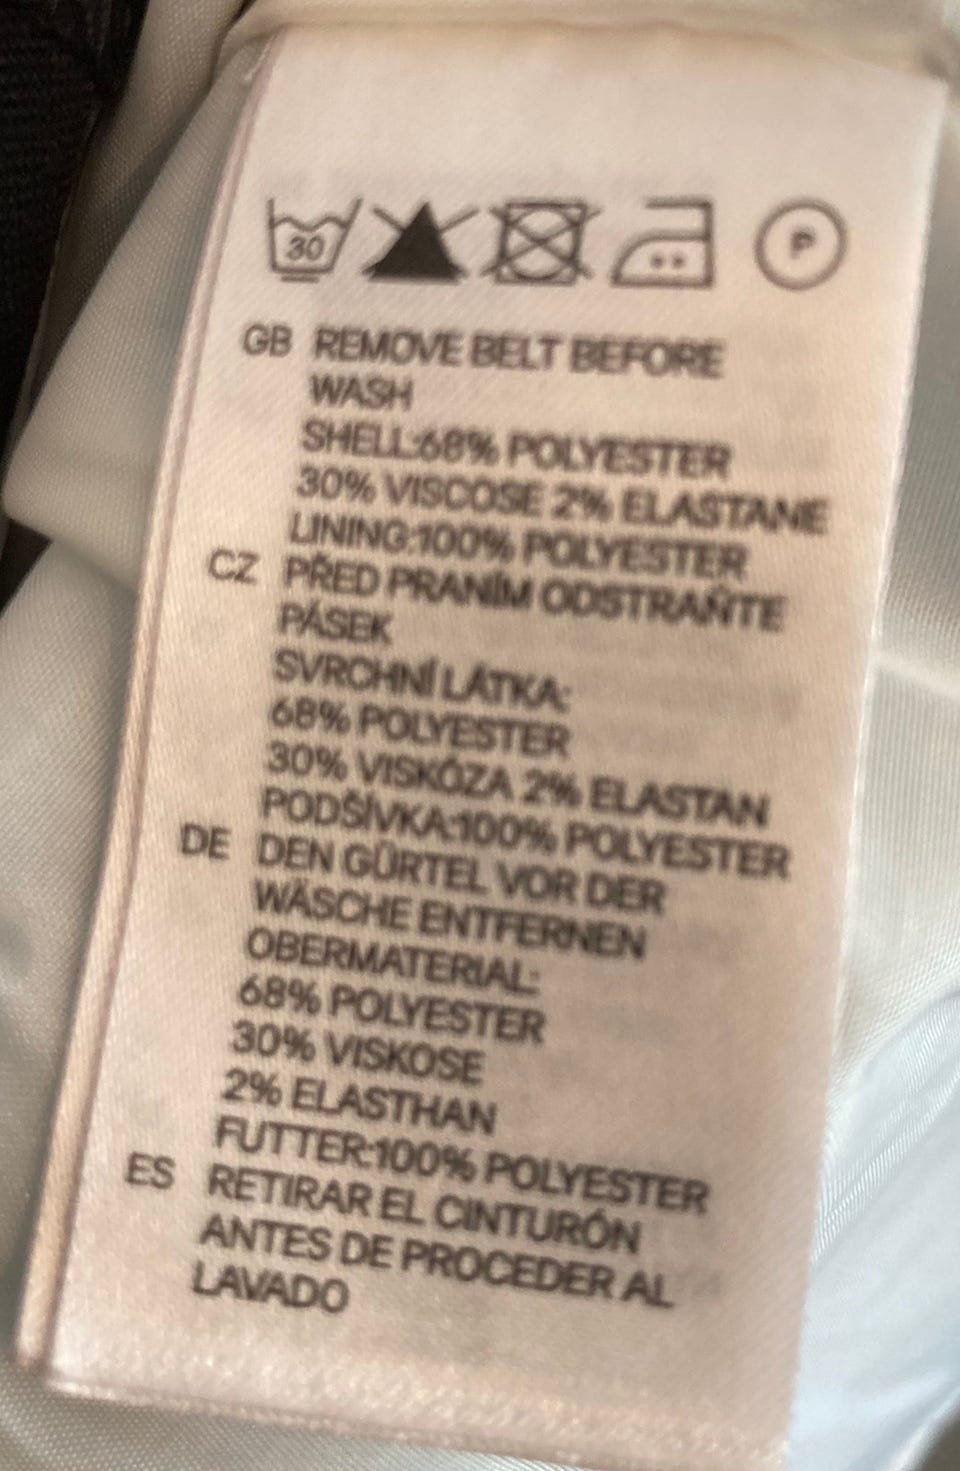 30
P
GB REMOVE BELT BEFORE
WASH
SHELL:68% POLYESTER
30% VISCOSE 2% ELASTANE
LINING:100% POLYESTER
CZ PŘED PRANÍM ODSTRAŇTE
PÁSEK
SVRCHNÍ LÁTKA:
68% POLYESTER
30% VISKÓZA 2% ELASTAN
PODŠÍVKA:100% POLYESTER
DE DEN GÜRTEL VOR DER
WÄSCHE ENTFERNEN
OBERMATERIAL:
68% POLYESTER
30% VISKOSE
2% ELASTHAN
FUTTER:100% POLYESTER
ES RETIRAR EL CINTURÓN
ANTES DE PROCEDER AL
LAVADO